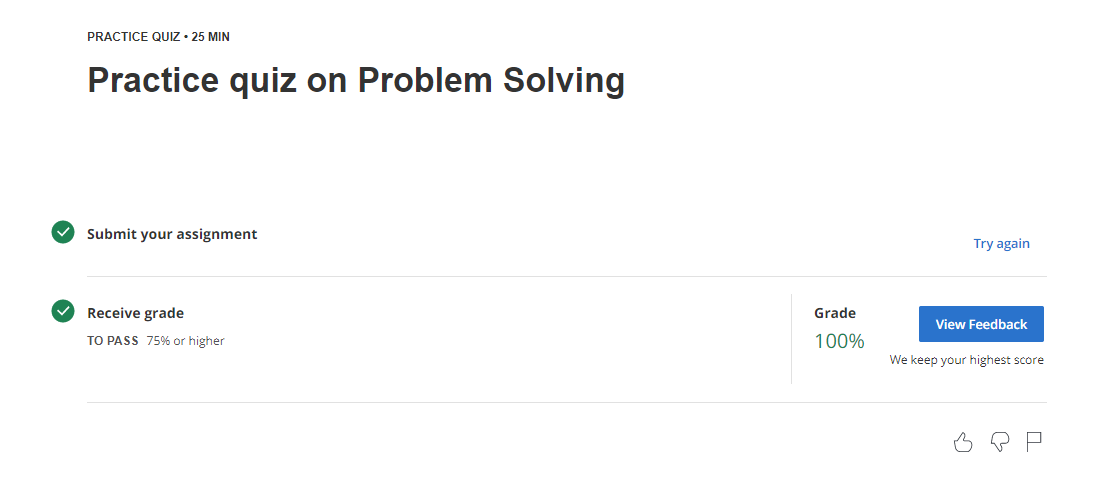 PRACTICE QUIZ • 25 MIN
Practice quiz on Problem Solving
Submit your assignment
Try again
Receive grade
TO PASS 75% or higher
Grade
100%
View Feedback
We keep your highest score